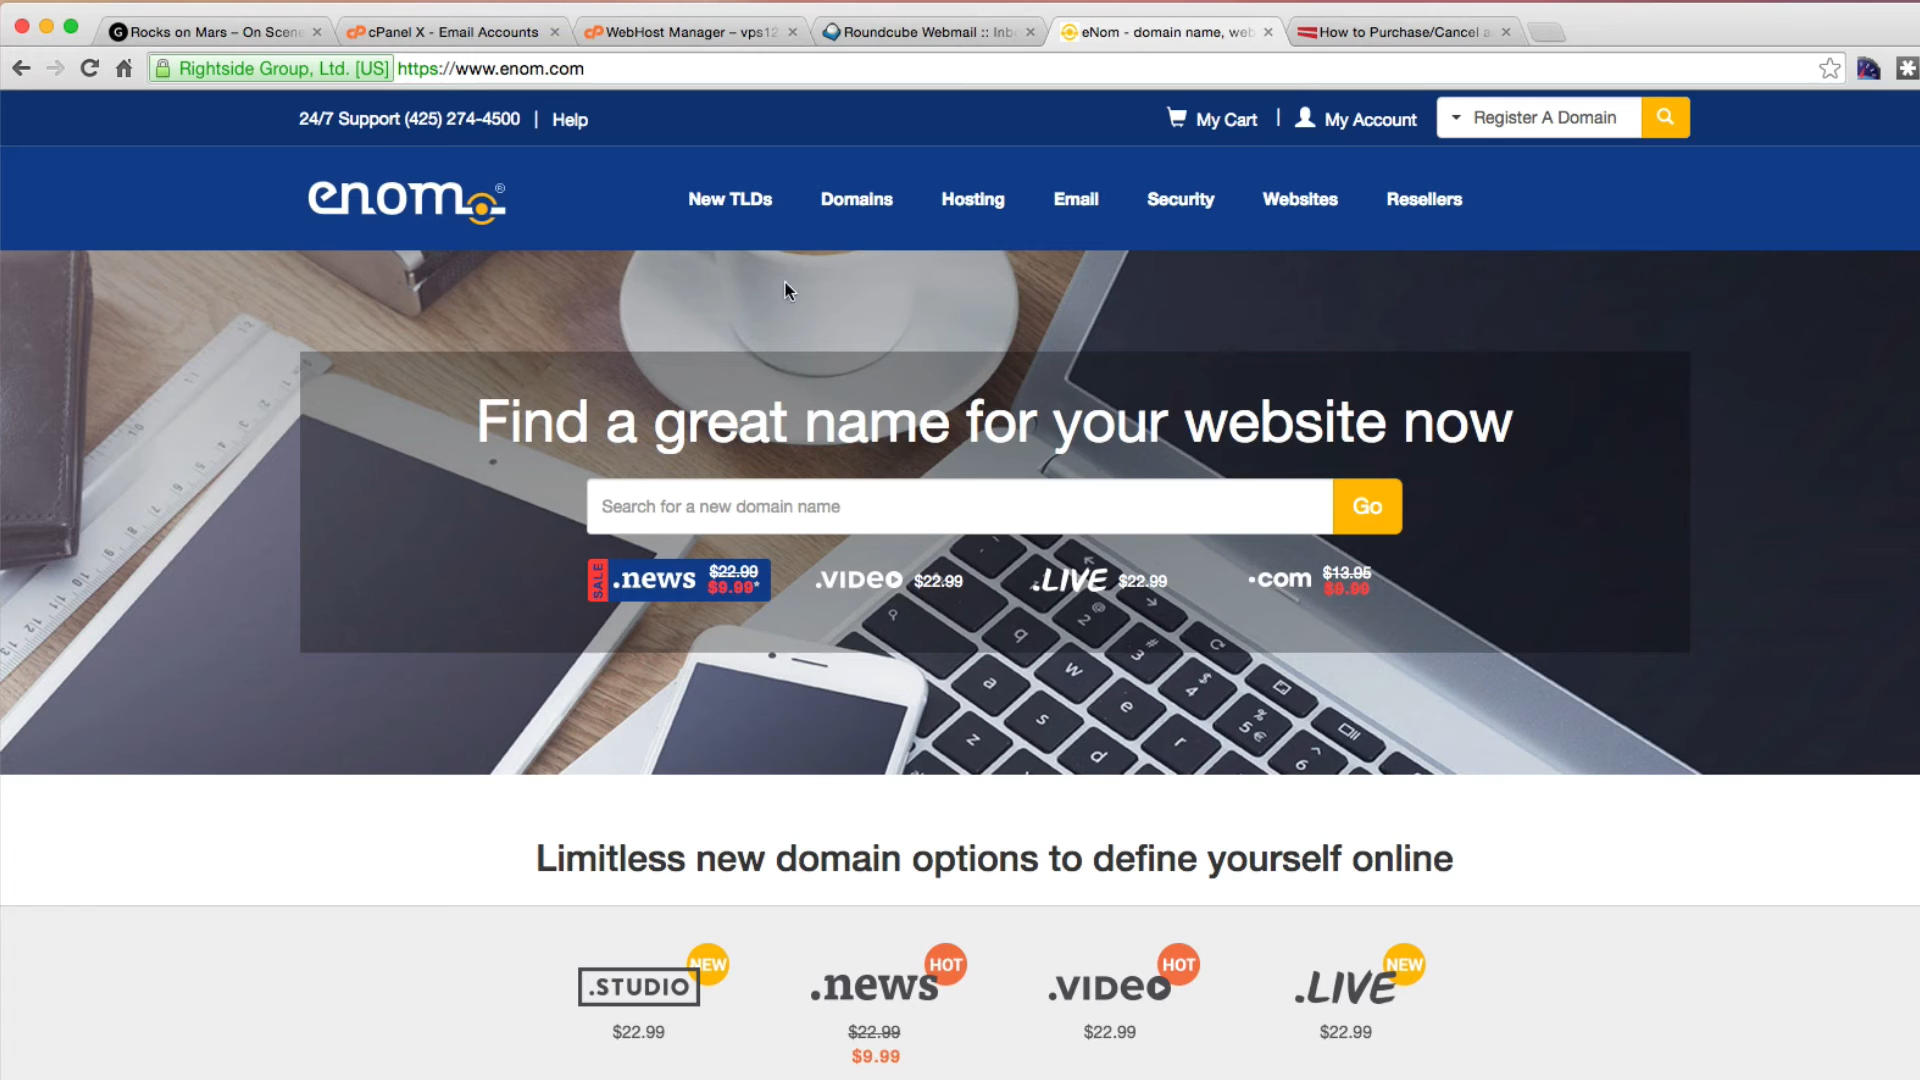 Rocks on Mars – On Scene
cPanel X - Email Accounts
WebHost Manager – vps12
Roundcube Webmail :: Inb
eNom - domain name, web
How to Purchase/Cancel a
Rightside Group, Ltd. [US] https://www.enom.com
24/7 Support (425) 274-4500 | Help
My Cart | My Account
Register A Domain
enom®
New TLDs Domains Hosting Email Security Websites Resellers
Find a great name for your website now
Search for a new domain name
Go
SALE .news $22.99 $9.99*
.VIDEO $22.99
.LIVE $22.99
.com $13.95 $9.99
Limitless new domain options to define yourself online
.STUDIO NEW
.news HOT
.VIDEO HOT
.LIVE NEW
$22.99 $22.99 $22.99 $22.99
$9.99